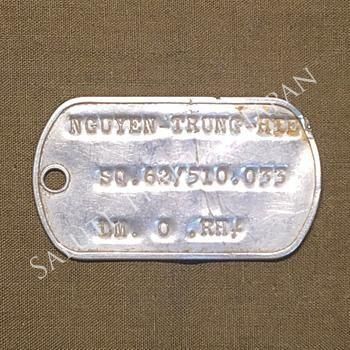 NGUYEN-TRUNG
SQ.62/510.033
LM. O .RH+